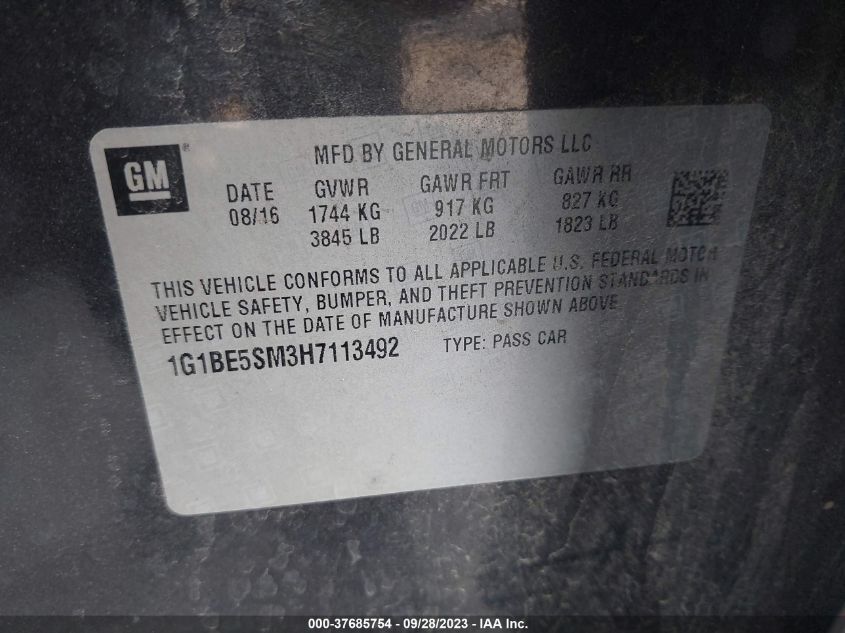 GM
MFD BY GENERAL MOTORS LLC
DATE GVWR GAWR FRT GAWR RR
08/16 1744 KG 917 KG 827 KG
3845 LB 2022 LB 1823 LB
THIS VEHICLE CONFORMS TO ALL APPLICABLE U.S. FEDERAL MOTOR
VEHICLE SAFETY, BUMPER, AND THEFT PREVENTION STANDARDS IN
EFFECT ON THE DATE OF MANUFACTURE SHOWN ABOVE
1G1BE5SM3H7113492 TYPE: PASS CAR
000-37685754 - 09/28/2023 - IAA Inc.